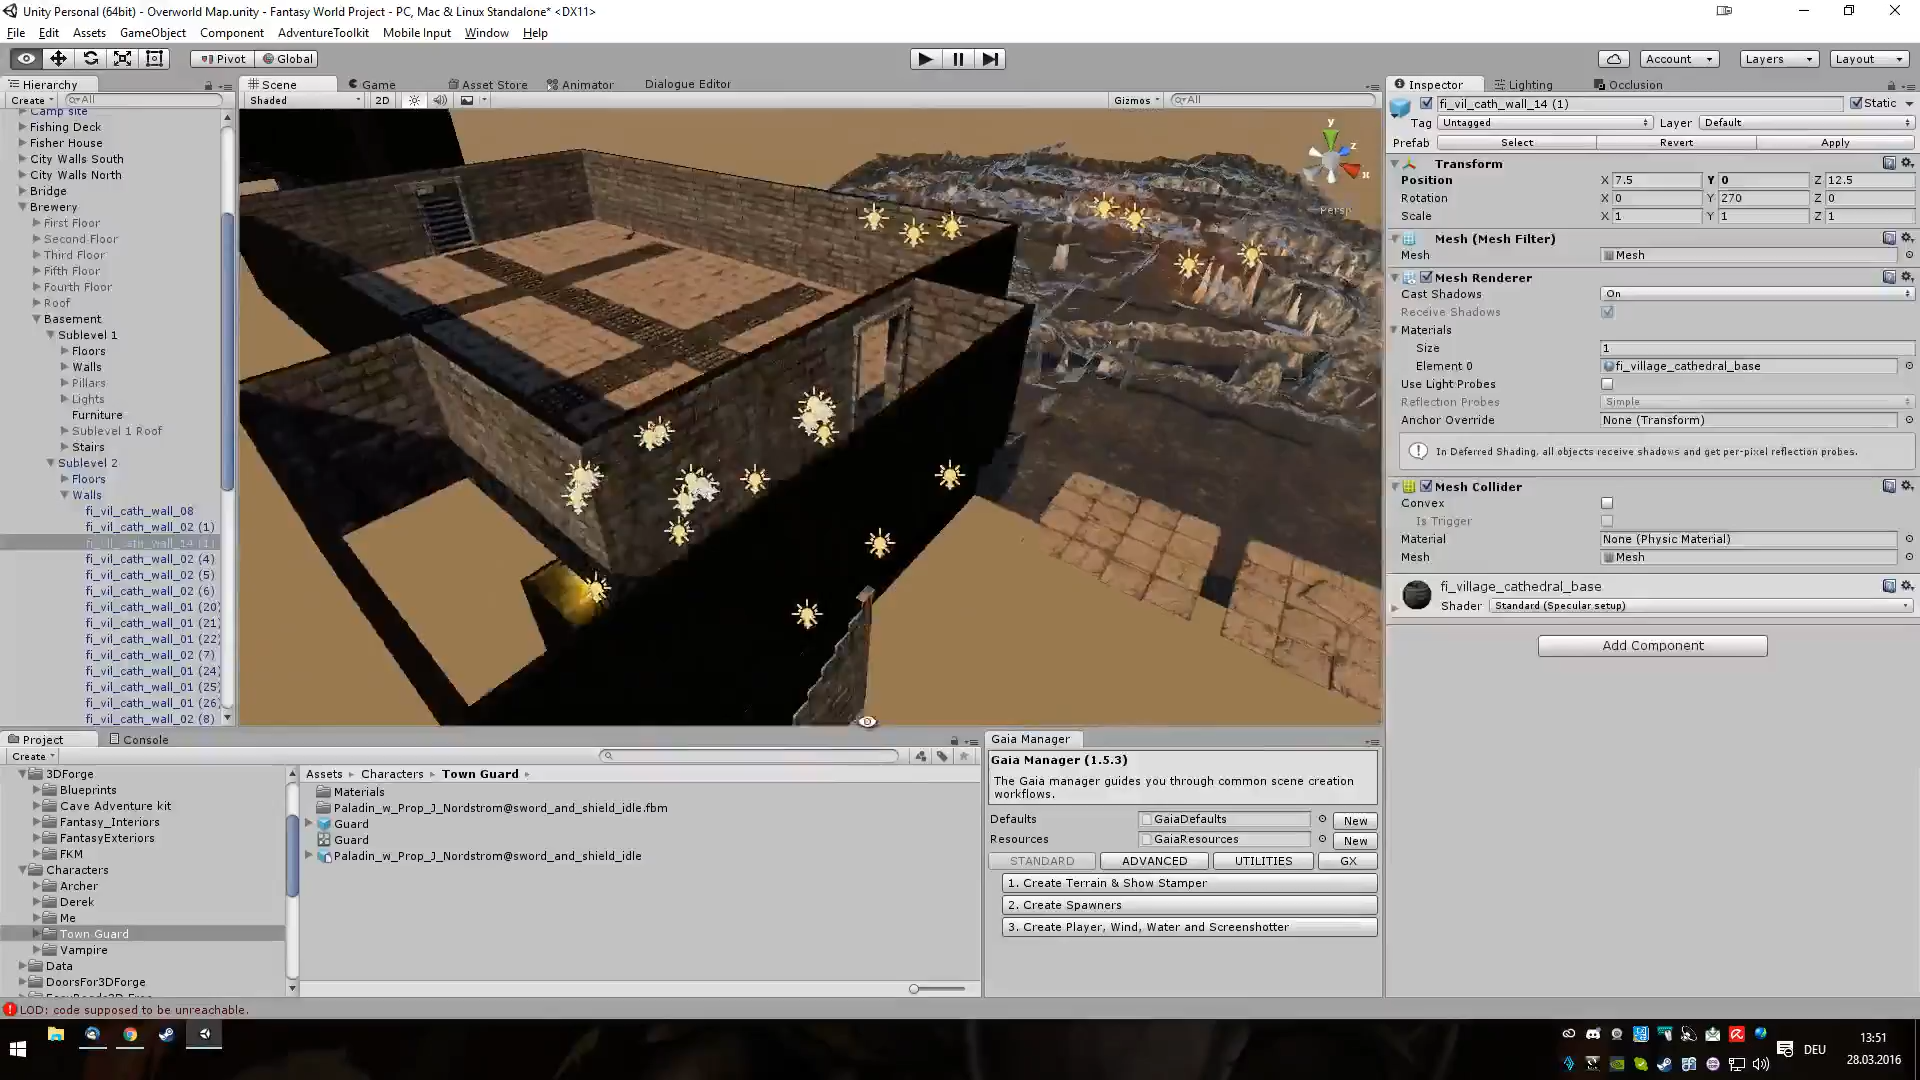 Unity Personal (64bit) - Overworld Map.unity - Fantasy World Project - PC, Mac & Linux Standalone* <DX11>
File Edit Assets GameObject Component AdventureToolkit Mobile Input Window Help
Pivot Global Account Layers Layout
Hierarchy
Create All
Camp site
Fishing Deck
Fisher House
City Walls South
City Walls North
Bridge
Brewery
First Floor
Second Floor
Third Floor
Fifth Floor
Fourth Floor
Roof
Basement
Sublevel 1
Floors
Walls
Pillars
Lights
Furniture
Sublevel 1 Roof
Stairs
Sublevel 2
Floors
Walls
fi_vil_cath_wall_08
fi_vil_cath_wall_02 (1)
fi_vil_cath_wall_14 (1)
fi_vil_cath_wall_02 (4)
fi_vil_cath_wall_02 (5)
fi_vil_cath_wall_02 (6)
fi_vil_cath_wall_01 (20)
fi_vil_cath_wall_01 (21)
fi_vil_cath_wall_01 (22)
fi_vil_cath_wall_02 (7)
fi_vil_cath_wall_01 (24)
fi_vil_cath_wall_01 (25)
fi_vil_cath_wall_01 (26)
fi_vil_cath_wall_02 (8)
Scene Game Asset Store Animator Dialogue Editor
Shaded 2D Gizmos All
y
z
x
Persp
Inspector Lighting Occlusion
fi_vil_cath_wall_14 (1) Static
Tag Untagged Layer Default
Prefab Select Revert Apply
Transform
Position X 7.5 Y 0 Z 12.5
Rotation X 0 Y 270 Z 0
Scale X 1 Y 1 Z 1
Mesh (Mesh Filter)
Mesh Mesh
Mesh Renderer
Cast Shadows On
Receive Shadows
Materials
Size 1
Element 0 fi_village_cathedral_base
Use Light Probes
Reflection Probes Simple
Anchor Override None (Transform)
In Deferred Shading, all objects receive shadows and get per-pixel reflection probes.
Mesh Collider
Convex
Is Trigger
Material None (Physic Material)
Mesh Mesh
fi_village_cathedral_base
Shader Standard (Specular setup)
Add Component
Project Console
Create
3DForge
Blueprints
Cave Adventure kit
Fantasy_Interiors
FantasyExteriors
FKM
Characters
Archer
Derek
Me
Town Guard
Vampire
Data
DoorsFor3DForge
Assets Characters Town Guard
Materials
Paladin_w_Prop_J_Nordstrom@sword_and_shield_idle.fbm
Guard
Guard
Paladin_w_Prop_J_Nordstrom@sword_and_shield_idle
Gaia Manager
Gaia Manager (1.5.3)
The Gaia manager guides you through common scene creation
workflows.
Defaults GaiaDefaults New
Resources GaiaResources New
STANDARD ADVANCED UTILITIES GX
1. Create Terrain & Show Stamper
2. Create Spawners
3. Create Player, Wind, Water and Screenshotter
LOD: code supposed to be unreachable.
DEU
13:51
28.03.2016